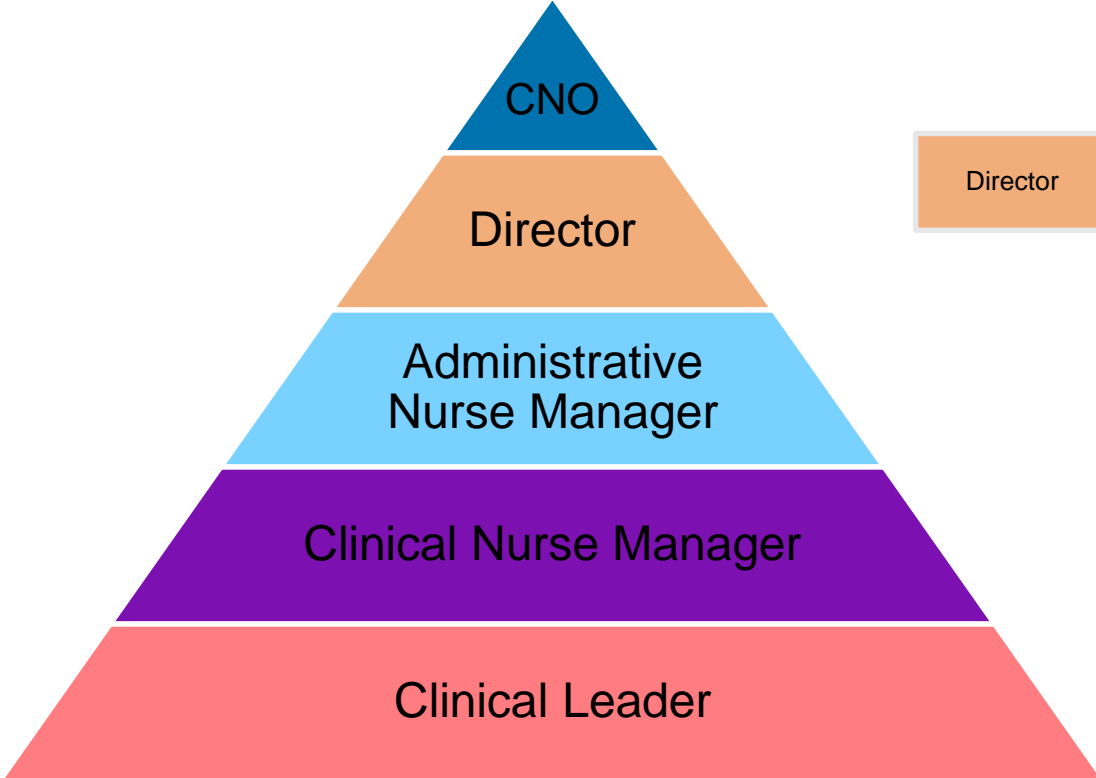 CNO
Director
Director
Administrative
Nurse Manager
Clinical Nurse Manager
Clinical Leader